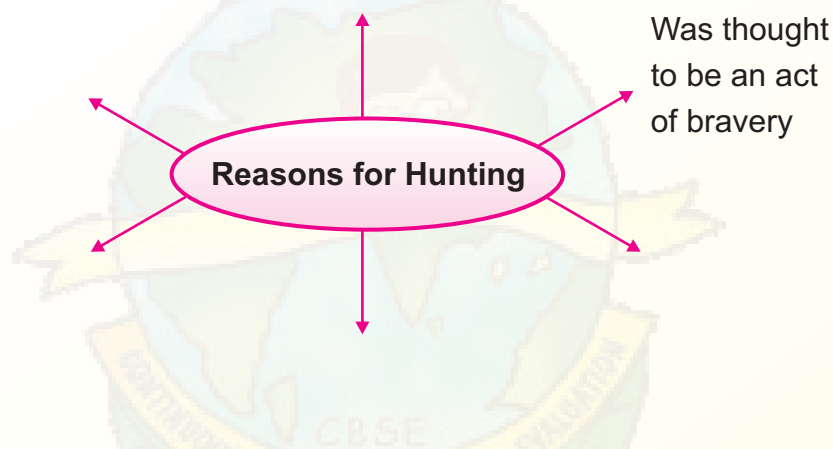 Was thought
to be an act
of bravery
Reasons for Hunting
CBSE